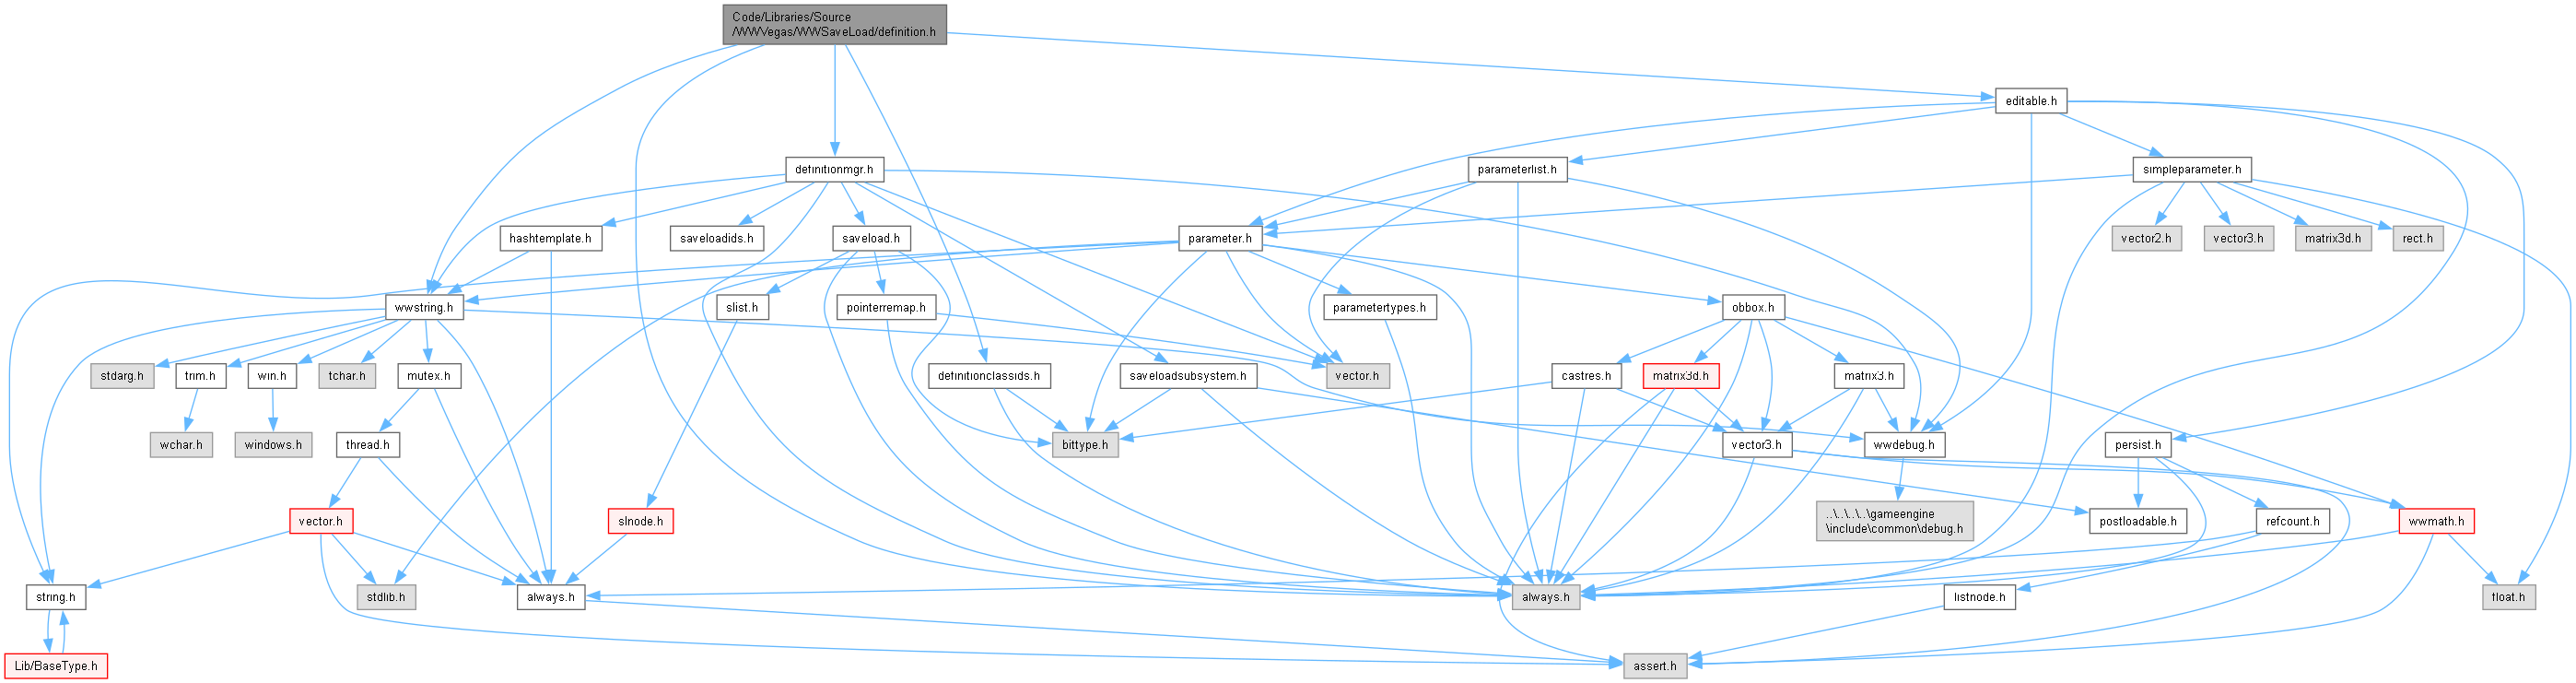 Code/Libraries/Source
/WWVegas/WWSaveLoad/definition.h
editable.h
definitionmgr.h
parameterlist.h
simpleparameter.h
hashtemplate.h
saveloadids.h
saveload.h
parameter.h
vector2.h
vector3.h
matrix3d.h
rect.h
wwstring.h
slist.h
pointerremap.h
parametertypes.h
obbox.h
stdarg.h
trim.h
win.h
tchar.h
mutex.h
definitionclassids.h
saveloadsubsystem.h
vector.h
castres.h
matrix3d.h
matrix3.h
wchar.h
windows.h
thread.h
bittype.h
vector3.h
wwdebug.h
persist.h
vector.h
slnode.h
..\..\..\..\gameengine
\include\common\debug.h
postloadable.h
refcount.h
wwmath.h
string.h
stdlib.h
always.h
always.h
listnode.h
float.h
Lib/BaseType.h
assert.h